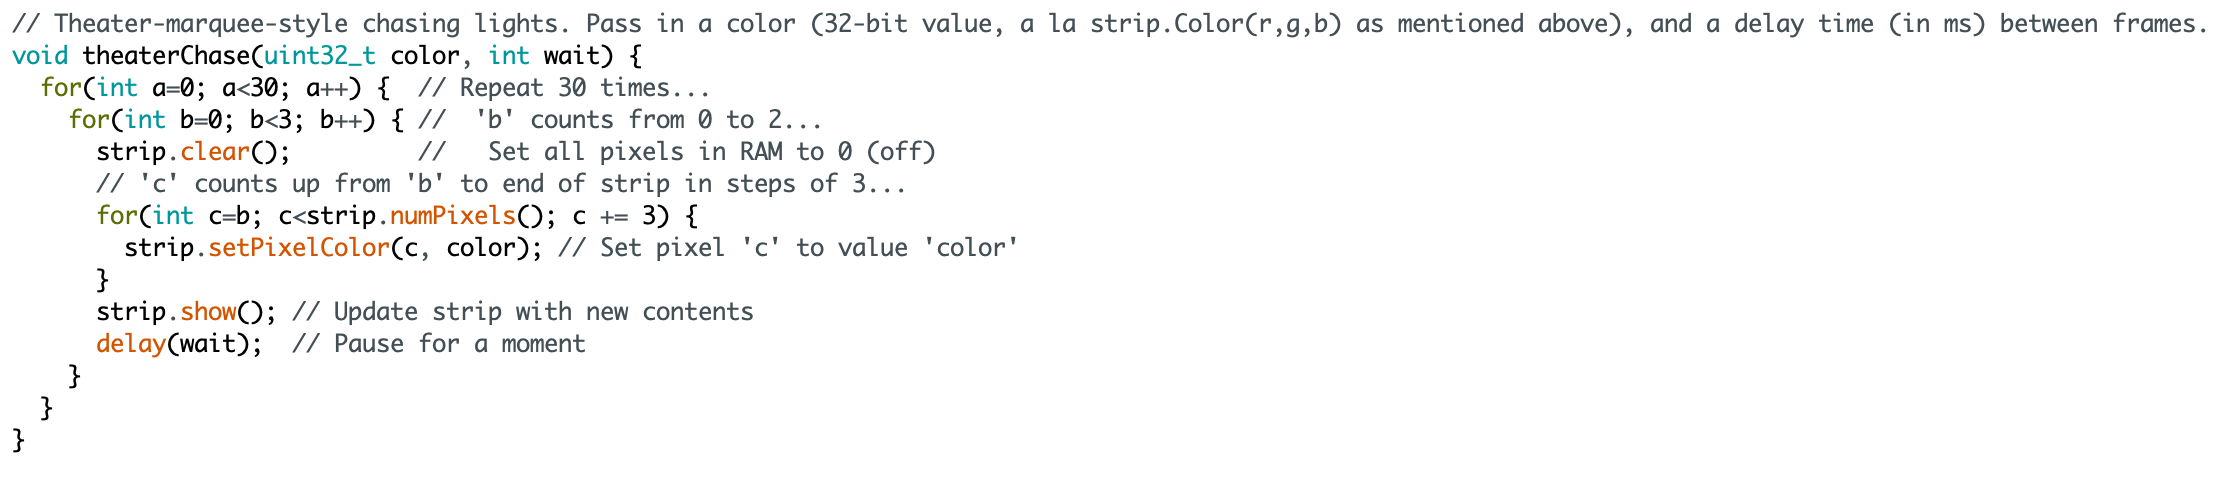 // Theater-marquee-style chasing lights. Pass in a color (32-bit value, a la strip.Color(r,g,b) as mentioned above), and a delay time (in ms) between frames.
void theaterChase(uint32_t color, int wait) {
  for(int a=0; a<30; a++) {  // Repeat 30 times...
    for(int b=0; b<3; b++) { //  'b' counts from 0 to 2...
      strip.clear();         //   Set all pixels in RAM to 0 (off)
      // 'c' counts up from 'b' to end of strip in steps of 3...
      for(int c=b; c<strip.numPixels(); c += 3) {
        strip.setPixelColor(c, color); // Set pixel 'c' to value 'color'
      }
      strip.show(); // Update strip with new contents
      delay(wait);  // Pause for a moment
    }
  }
}